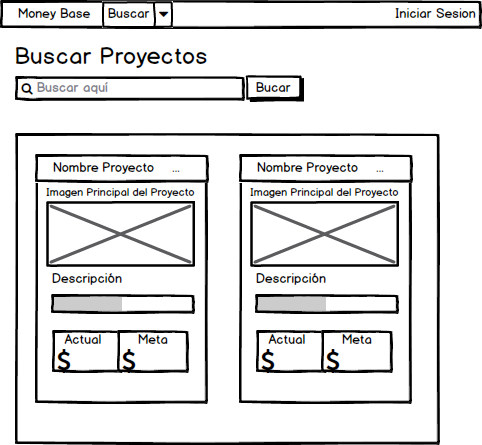 Money Base Buscar Iniciar Sesion
Buscar Proyectos
Buscar aquí Bucar
Nombre Proyecto ... Nombre Proyecto ...
Imagen Principal del Proyecto Imagen Principal del Proyecto
Descripción Descripción
Actual Meta Actual Meta
$ $ $ $